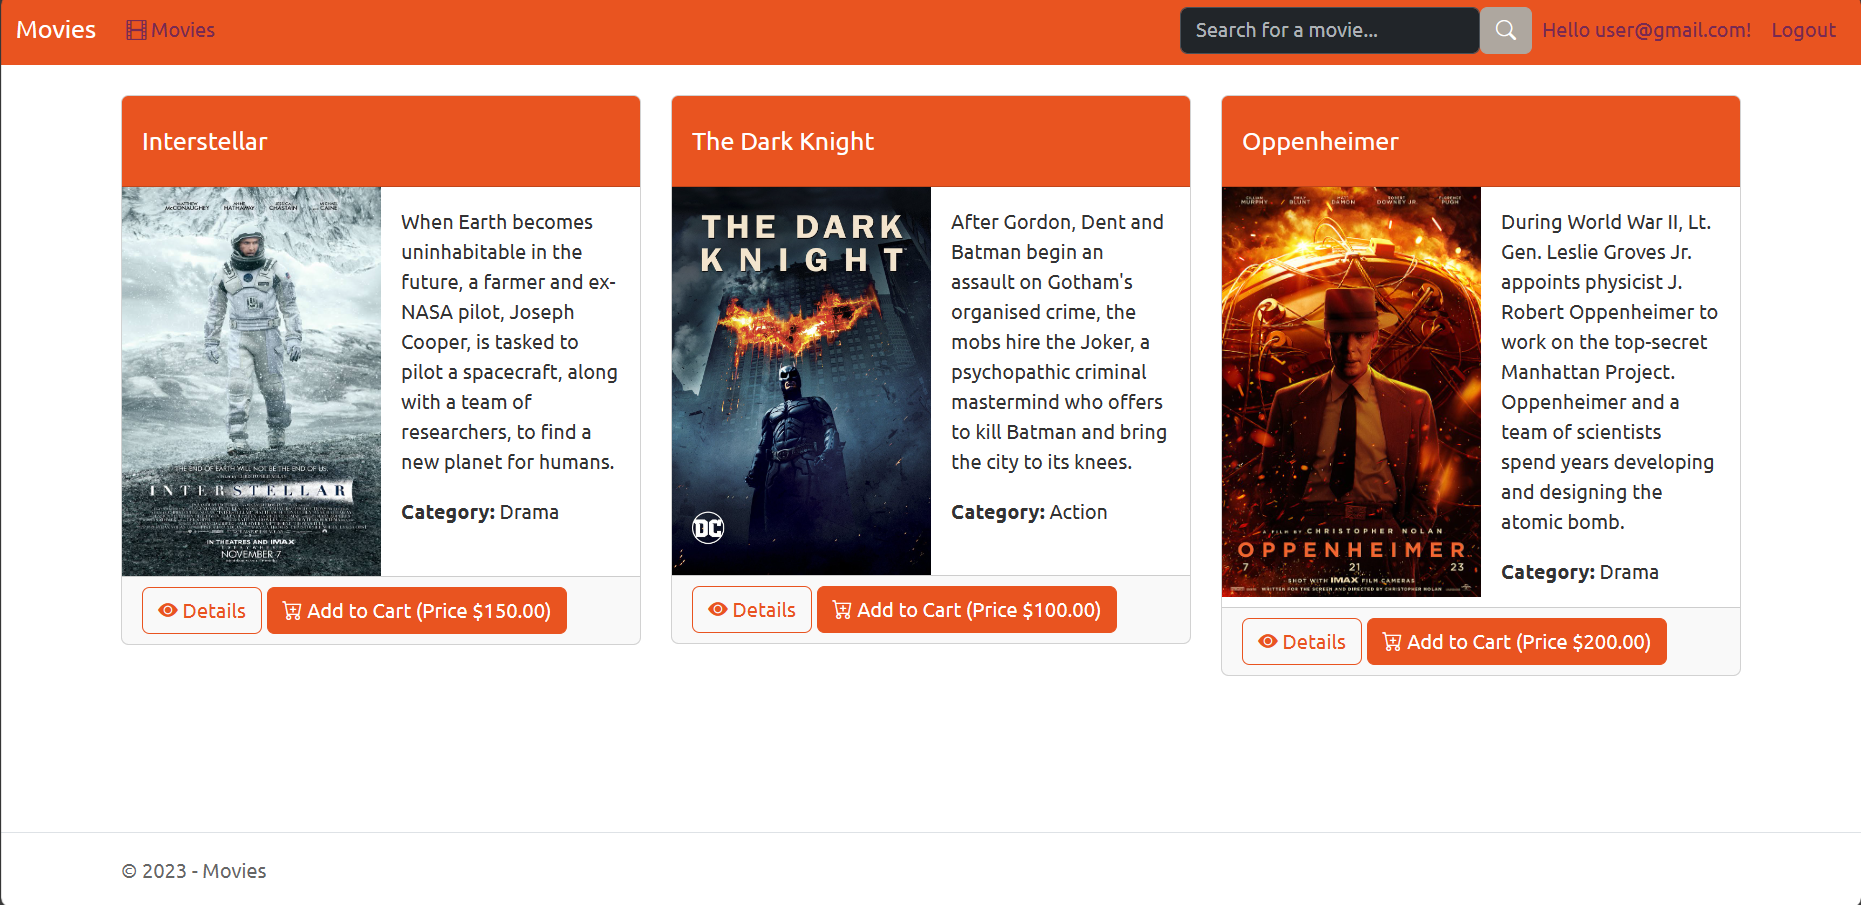 Movies
Movies
Search for a movie...
Hello user@gmail.com!
Logout
Interstellar
MATTHEW McCONAUGHEY ANNE HATHAWAY JESSICA CHASTAIN MICHAEL CAINE
THE END OF EARTH WILL NOT BE THE END OF US.
INTERSTELLAR
IN THEATRES AND IMAX
NOVEMBER 7
When Earth becomes
uninhabitable in the
future, a farmer and ex-
NASA pilot, Joseph
Cooper, is tasked to
pilot a spacecraft, along
with a team of
researchers, to find a
new planet for humans.
Category: Drama
Details
Add to Cart (Price $150.00)
The Dark Knight
THE DARK
KNIGHT
DC
After Gordon, Dent and
Batman begin an
assault on Gotham's
organised crime, the
mobs hire the Joker, a
psychopathic criminal
mastermind who offers
to kill Batman and bring
the city to its knees.
Category: Action
Details
Add to Cart (Price $100.00)
Oppenheimer
CILLIAN MURPHY EMILY BLUNT MATT DAMON ROBERT DOWNEY JR. FLORENCE PUGH
A FILM BY CHRISTOPHER NOLAN
OPPENHEIMER
7 21 23
SHOT WITH IMAX FILM CAMERAS
WRITTEN FOR THE SCREEN AND DIRECTED BY CHRISTOPHER NOLAN
During World War II, Lt.
Gen. Leslie Groves Jr.
appoints physicist J.
Robert Oppenheimer to
work on the top-secret
Manhattan Project.
Oppenheimer and a
team of scientists
spend years developing
and designing the
atomic bomb.
Category: Drama
Details
Add to Cart (Price $200.00)
© 2023 - Movies